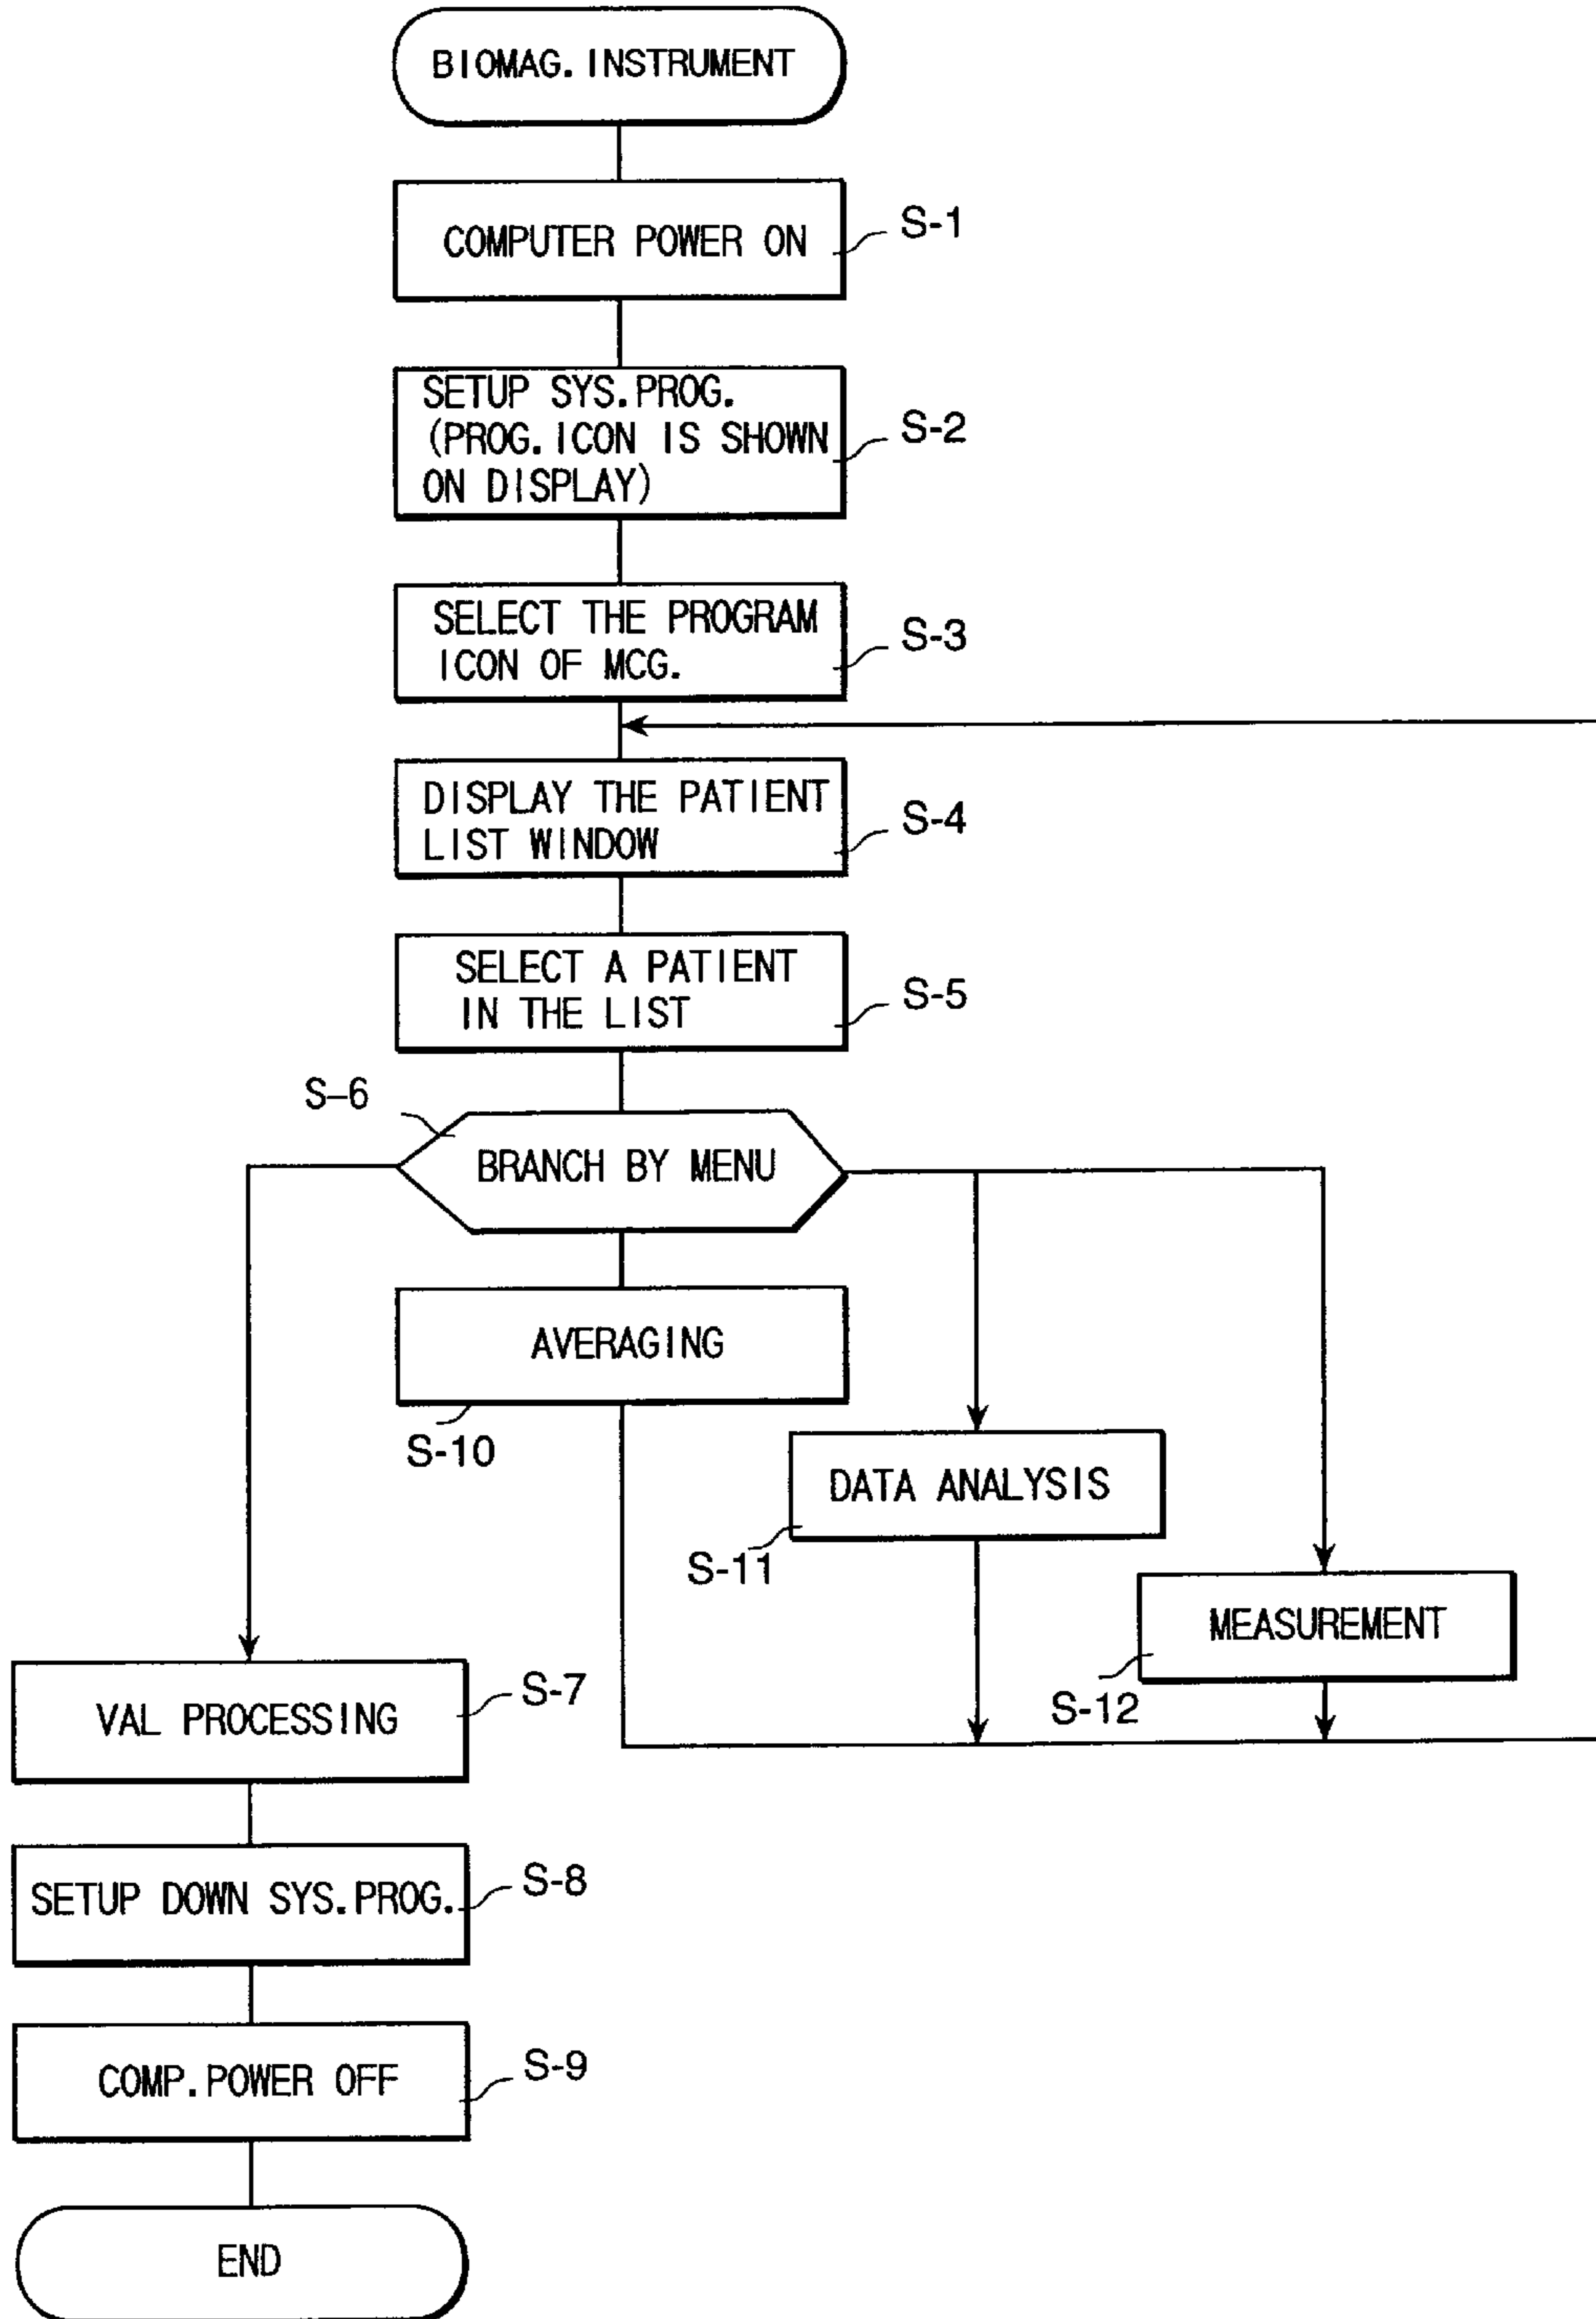 BIOMAG.INSTRUMENT
COMPUTER POWER ON
S-1
SETUP SYS.PROG.
(PROG.ICON IS SHOWN
ON DISPLAY)
S-2
SELECT THE PROGRAM
ICON OF MCG.
S-3
DISPLAY THE PATIENT
LIST WINDOW
S-4
SELECT A PATIENT
IN THE LIST
S-5
S-6
BRANCH BY MENU
AVERAGING
S-10
DATA ANALYSIS
S-11
MEASUREMENT
S-12
VAL PROCESSING
S-7
SETUP DOWN SYS.PROG.
S-8
COMP.POWER OFF
S-9
END